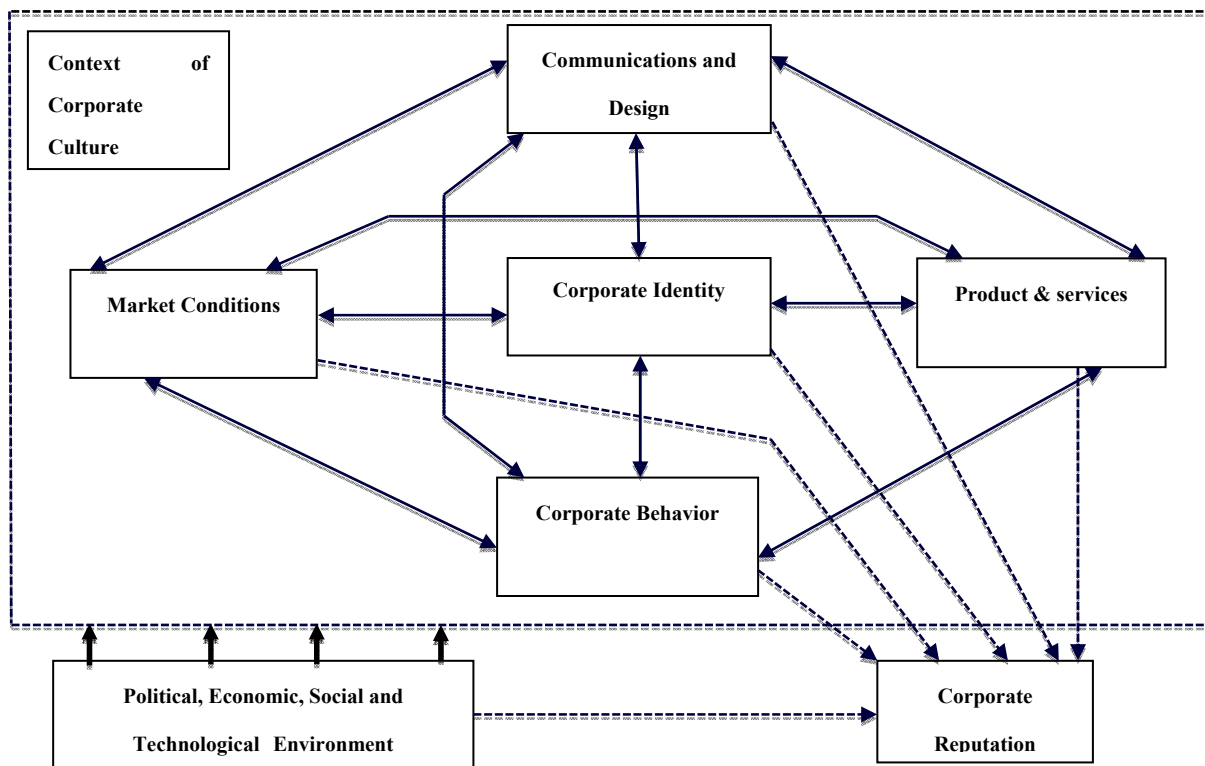 Context of
Corporate
Culture
Communications and
Design
Market Conditions
Corporate Identity
Product & services
Corporate Behavior
Political, Economic, Social and
Technological Environment
Corporate
Reputation